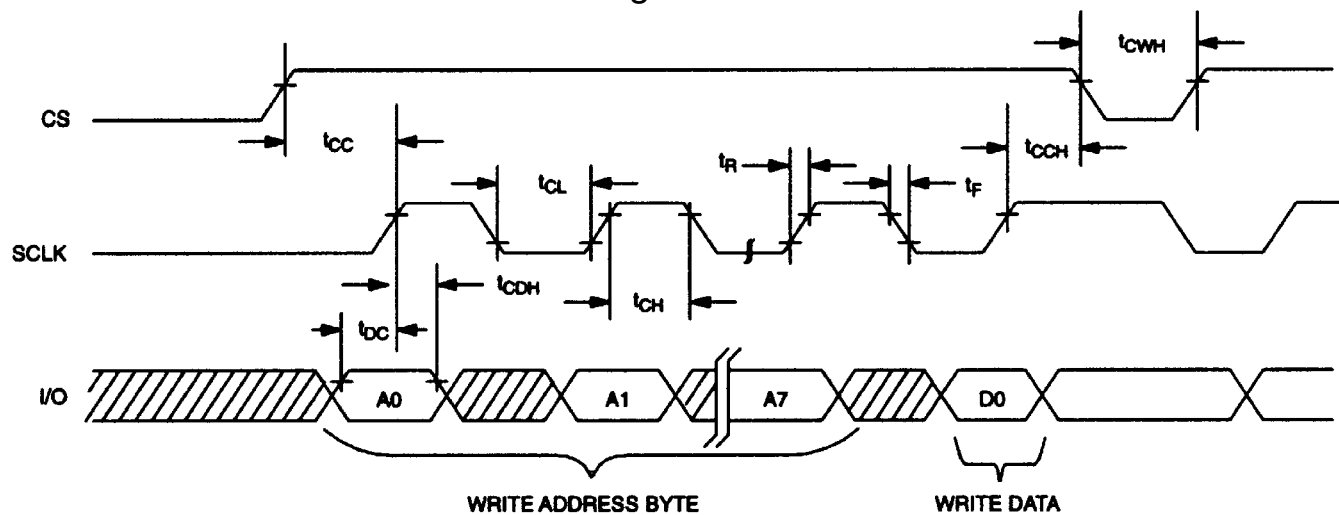 tCWH
CS
tCC
tCCH
tR
tCL
tF
SCLK
tCDH
tCH
tDC
I/O
A0
A1
A7
D0
WRITE ADDRESS BYTE
WRITE DATA